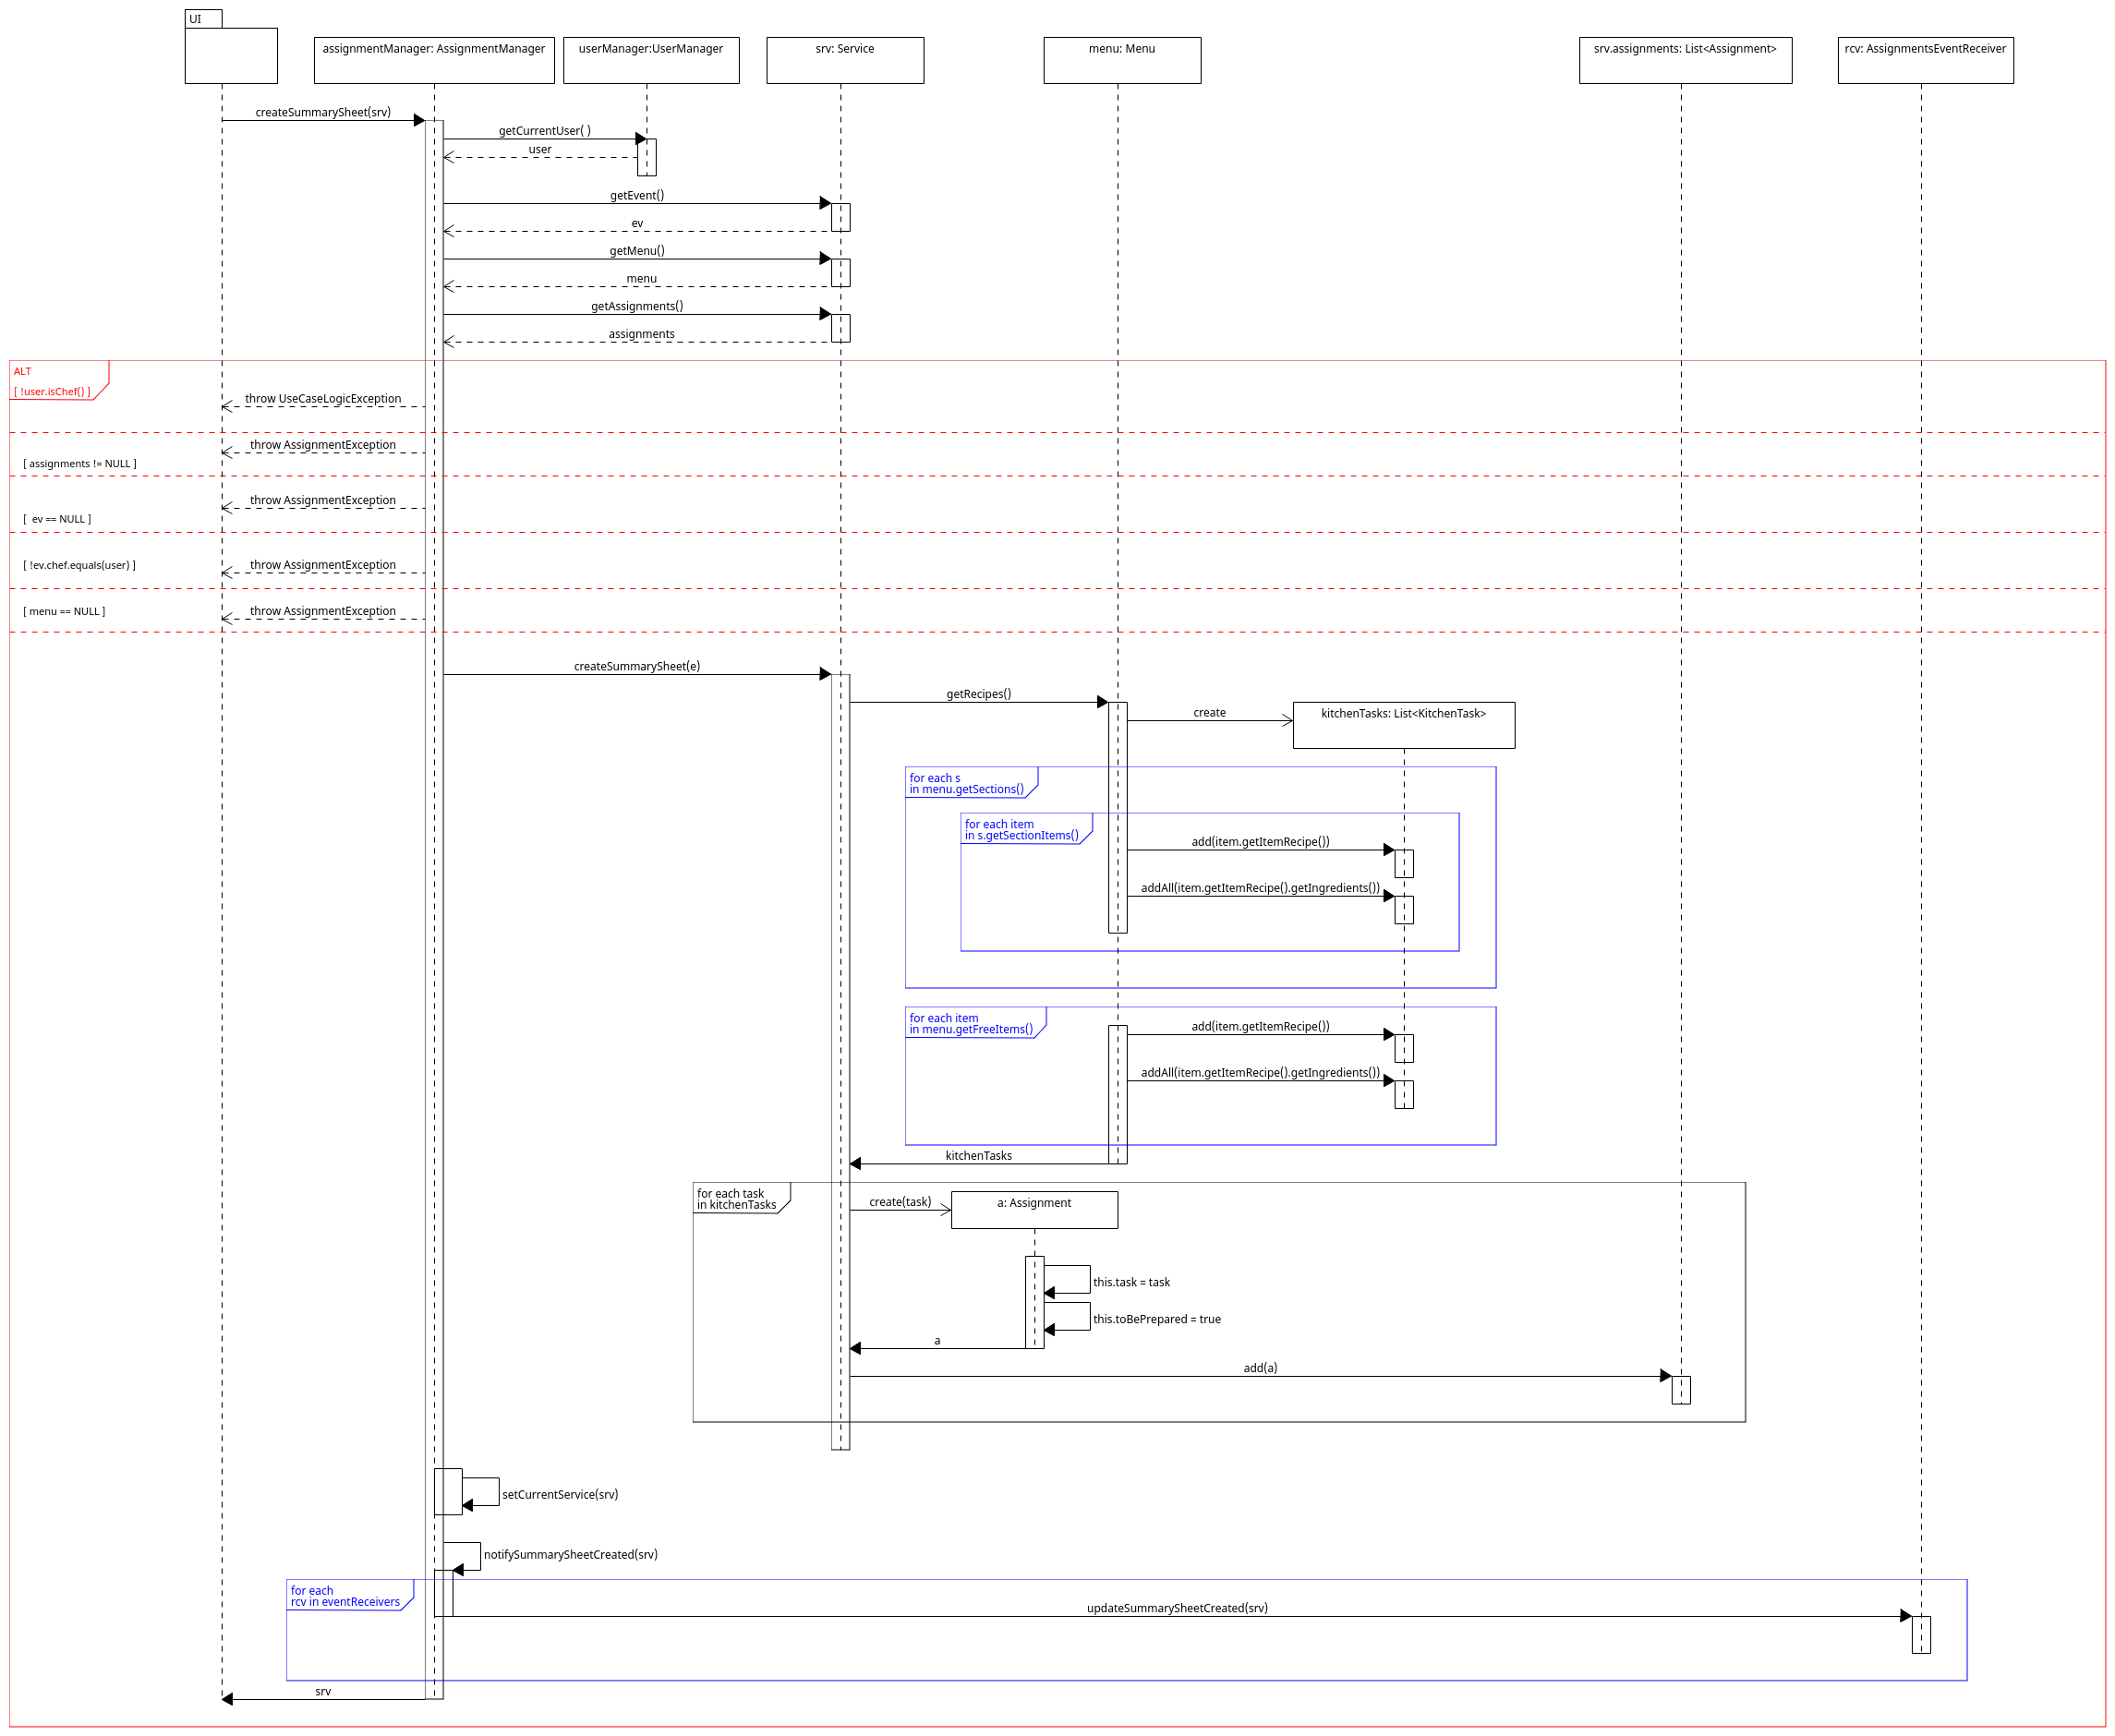 UI
assignmentManager: AssignmentManager
userManager:UserManager
srv: Service
menu: Menu
srv.assignments: List<Assignment>
rcv: AssignmentsEventReceiver
createSummarySheet(srv)
getCurrentUser( )
user
getEvent()
ev
getMenu()
menu
getAssignments()
assignments
ALT
[ !user.isChef() ]
throw UseCaseLogicException
throw AssignmentException
[ assignments != NULL ]
throw AssignmentException
[  ev == NULL ]
[ !ev.chef.equals(user) ]
throw AssignmentException
[ menu == NULL ]
throw AssignmentException
createSummarySheet(e)
getRecipes()
create
kitchenTasks: List<KitchenTask>
for each s
in menu.getSections()
for each item
in s.getSectionItems()
add(item.getItemRecipe())
addAll(item.getItemRecipe().getIngredients())
for each item
in menu.getFreeItems()
add(item.getItemRecipe())
addAll(item.getItemRecipe().getIngredients())
kitchenTasks
for each task
in kitchenTasks
create(task)
a: Assignment
this.task = task
this.toBePrepared = true
a
add(a)
setCurrentService(srv)
notifySummarySheetCreated(srv)
for each
rcv in eventReceivers
updateSummarySheetCreated(srv)
srv